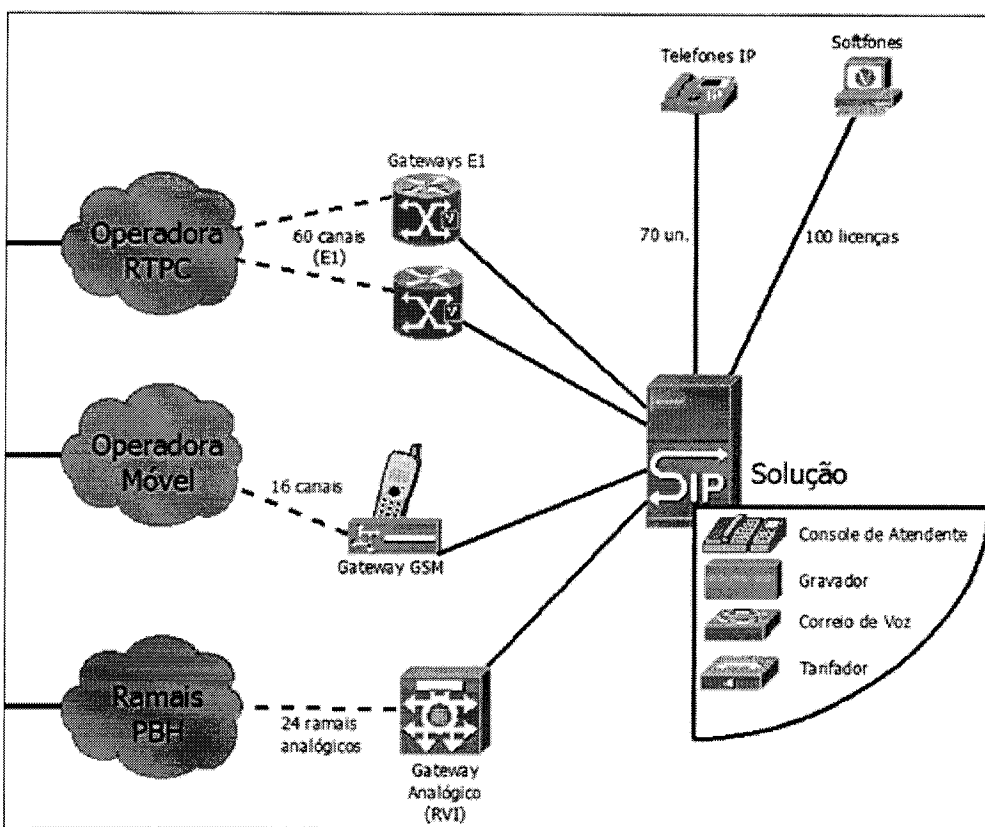 Telefones IP
Softfones
Gateways E1
Operadora
RTPC
60 canais
(E1)
70 un.
100 licenças
Operadora
Móvel
16 canais
Gateway GSM
IP
Solução
Console de Atendente
Gravador
Correio de Voz
Tarifador
Ramais
PBH
24 ramais
analógicos
Gateway
Analógico
(RVI)